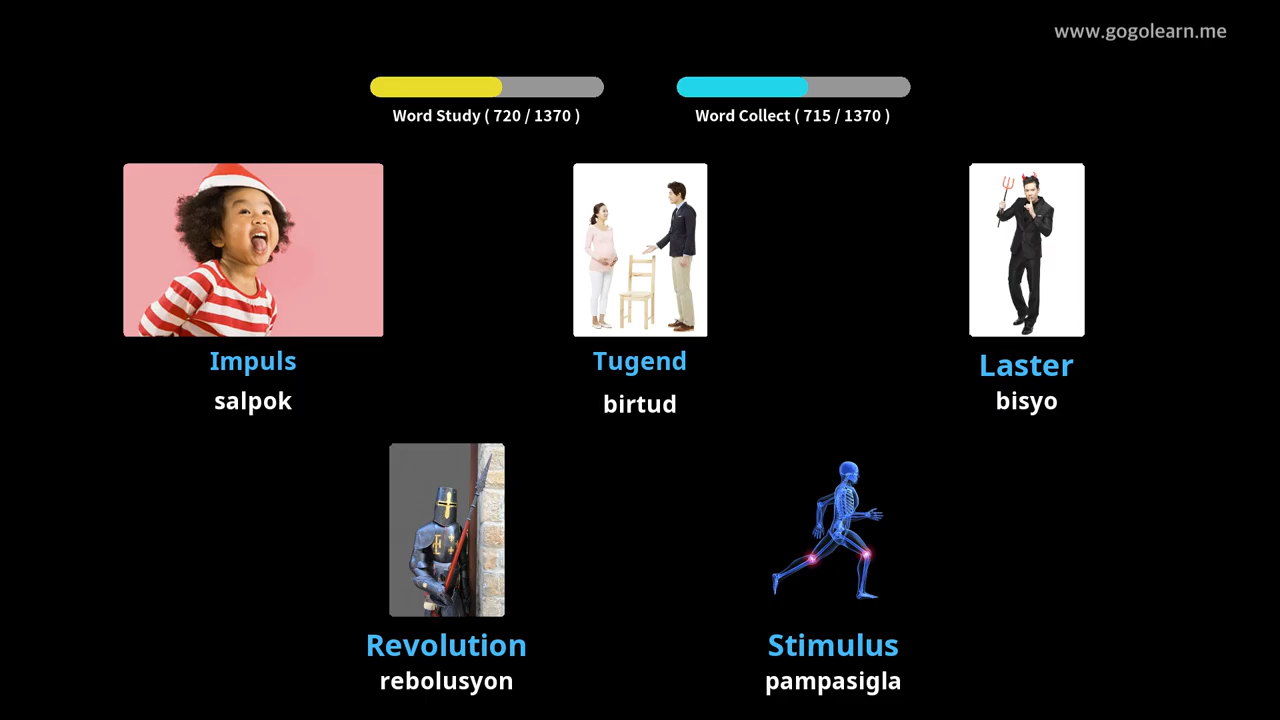 www.gogolearn.me
Word Study ( 720 / 1370 )
Word Collect ( 715 / 1370 )
Impuls
salpok
Tugend
birtud
Laster
bisyo
Revolution
rebolusyon
Stimulus
pampasigla